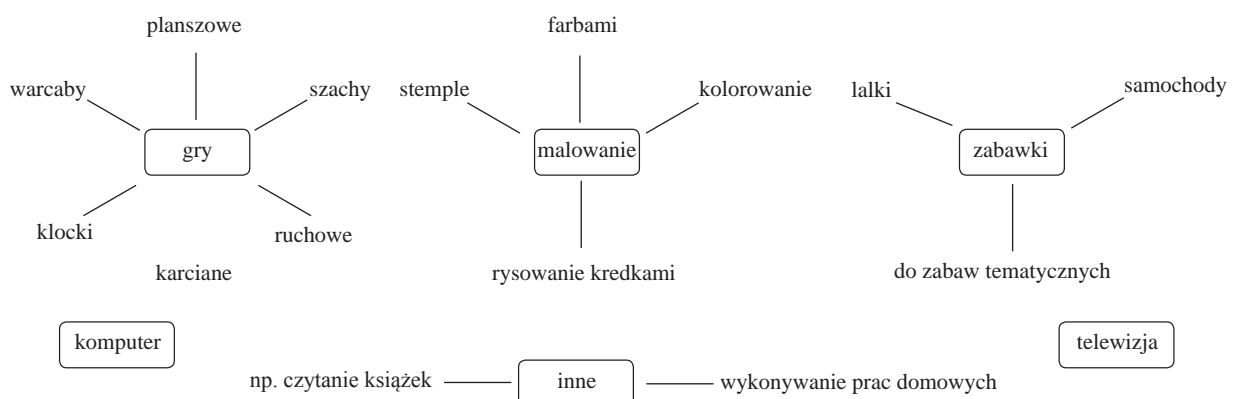 planszowe
warcaby
szachy
gry
klocki
ruchowe
karciane
farbami
stemple
kolorowanie
malowanie
rysowanie kredkami
lalki
samochody
zabawki
do zabaw tematycznych
komputer
telewizja
np. czytanie książek
inne
wykonywanie prac domowych